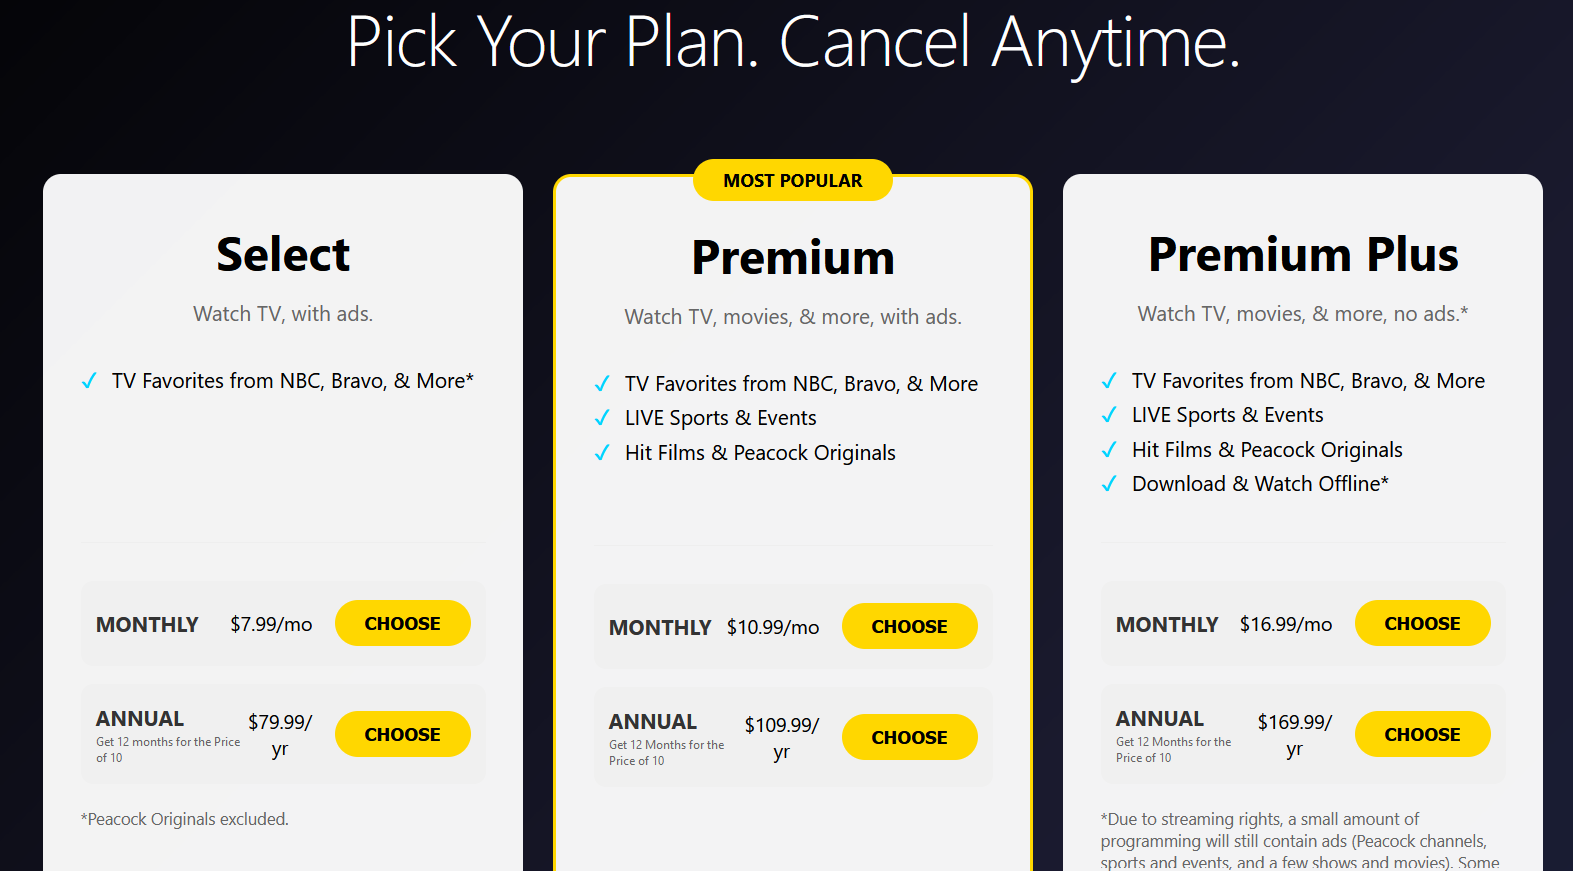 Pick Your Plan. Cancel Anytime.
Select
Watch TV, with ads.
TV Favorites from NBC, Bravo, & More*
MONTHLY $7.99/mo CHOOSE
ANNUAL
Get 12 months for the Price
of 10
$79.99/
yr
CHOOSE
*Peacock Originals excluded.
MOST POPULAR
Premium
Watch TV, movies, & more, with ads.
TV Favorites from NBC, Bravo, & More
LIVE Sports & Events
Hit Films & Peacock Originals
MONTHLY $10.99/mo CHOOSE
ANNUAL
Get 12 Months for the
Price of 10
$109.99/
yr
CHOOSE
Premium Plus
Watch TV, movies, & more, no ads.*
TV Favorites from NBC, Bravo, & More
LIVE Sports & Events
Hit Films & Peacock Originals
Download & Watch Offline*
MONTHLY $16.99/mo CHOOSE
ANNUAL
Get 12 Months for the
Price of 10
$169.99/
yr
CHOOSE
*Due to streaming rights, a small amount of
programming will still contain ads (Peacock channels,
sports and events, and a few shows and movies). Some